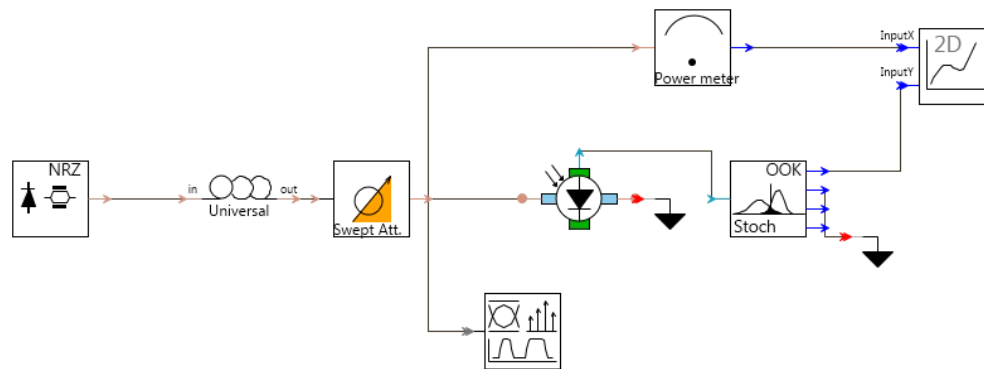 InputX
2D
Power meter
InputY
NRZ
in
out
Universal
Swept Att.
OOK
Stoch